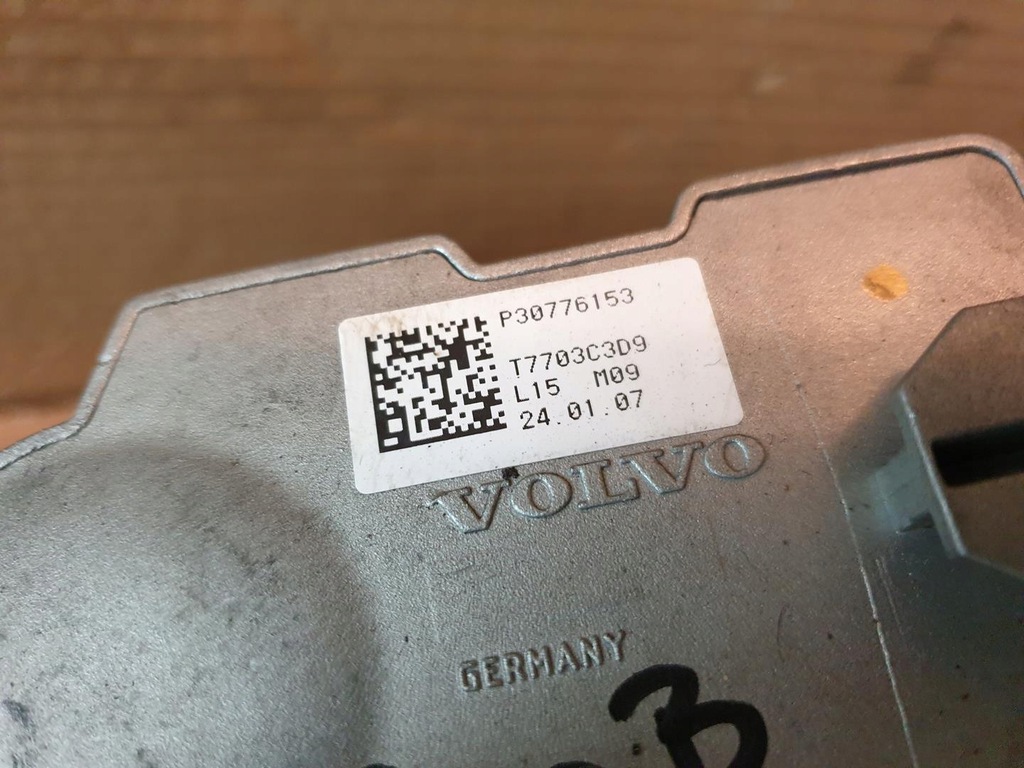 P30776153
T7703C3D9
L15 M09
24.01.07
VOLVO
GERMANY